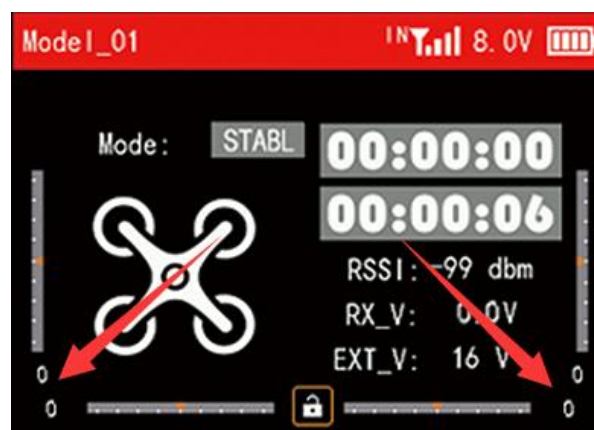 Model_01 IN 8.0V
Mode: STABL 00:00:00
00:00:06
RSSI: -99 dbm
RX_V: 0.0V
EXT_V: 16 V
0 0
0 0